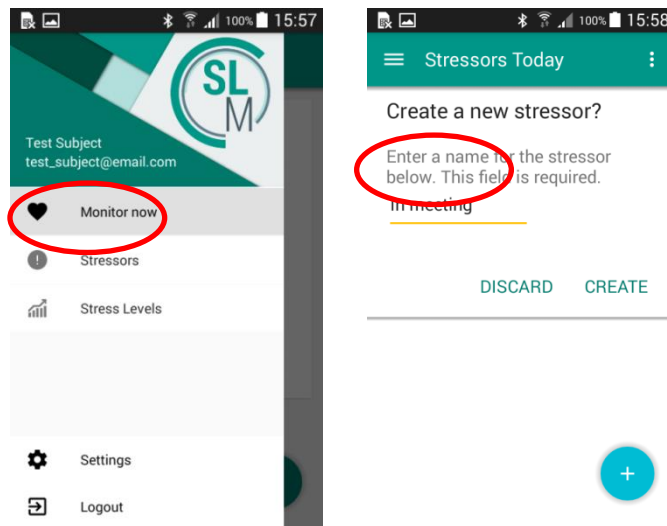 100% 15:57
SL
M
Test Subject
test_subject@email.com
Monitor now
Stressors
Stress Levels
Settings
Logout
100% 15:58
Stressors Today
Create a new stressor?
Enter a name for the stressor
below. This field is required.
In meeting
DISCARD CREATE
+